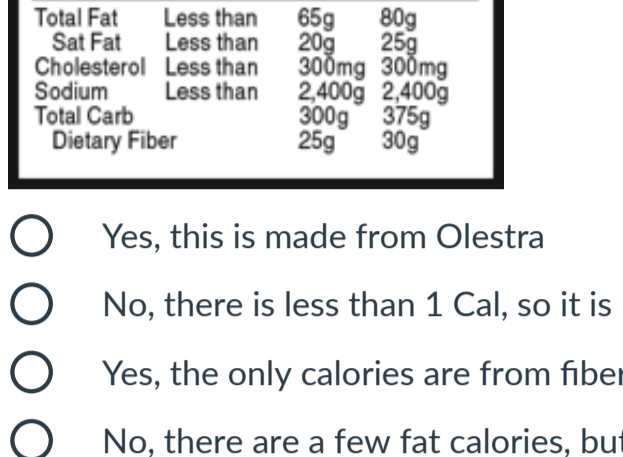 Total Fat Less than 65g 80g
Sat Fat Less than 20g 25g
Cholesterol Less than 300mg 300mg
Sodium Less than 2,400g 2,400g
Total Carb 300g 375g
Dietary Fiber 25g 30g
Yes, this is made from Olestra
No, there is less than 1 Cal, so it is
Yes, the only calories are from fiber
No, there are a few fat calories, but